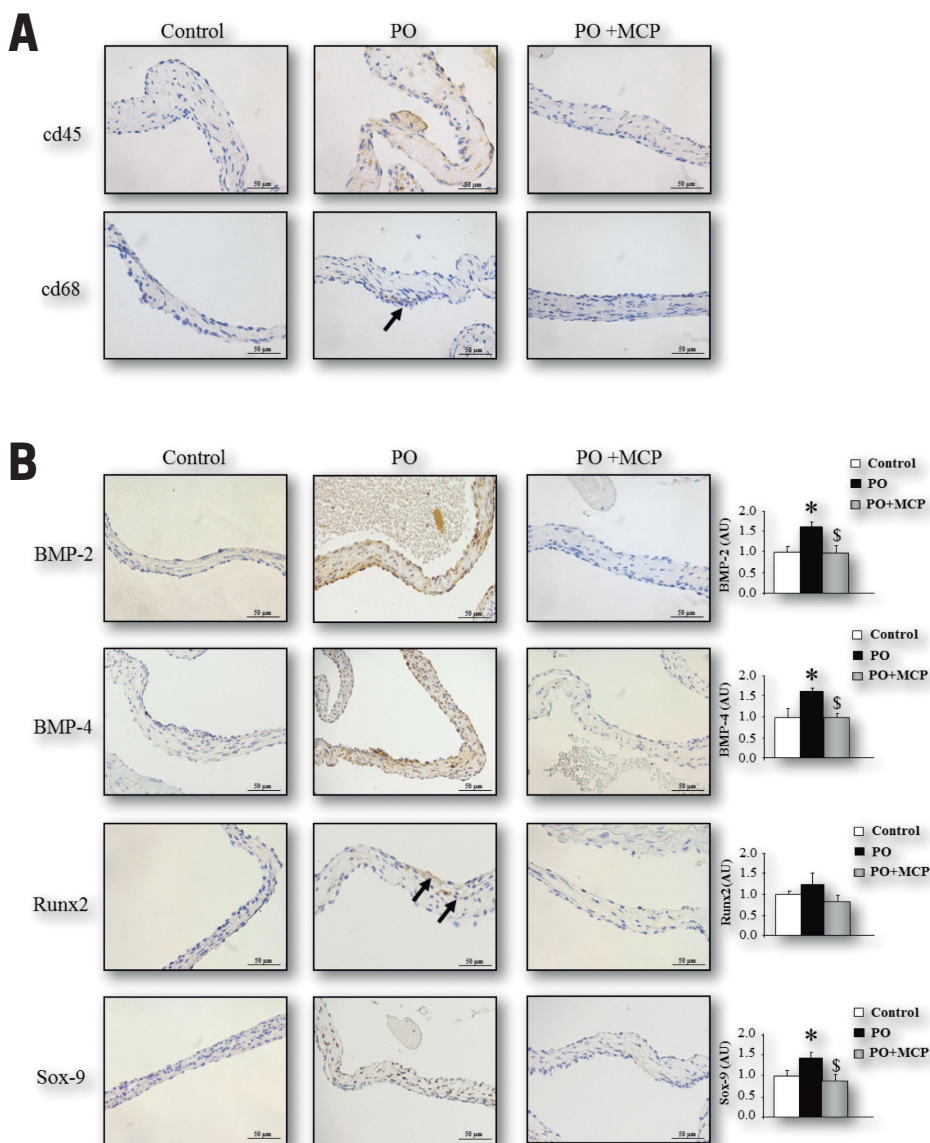 A
Control PO PO +MCP
cd45
50 µm 50 µm 50 µm
cd68
50 µm 50 µm 50 µm
B
Control PO PO +MCP
BMP-2
50 µm 50 µm 50 µm
Control
PO
PO+MCP
BMP-2 (AU)
2.0
1.5
1.0
0.5
0.0
*
$
BMP-4
50 µm 50 µm 50 µm
Control
PO
PO+MCP
BMP-4 (AU)
2.0
1.5
1.0
0.5
0.0
*
$
Runx2
50 µm 50 µm 50 µm
Control
PO
PO+MCP
Runx2 (AU)
2.0
1.5
1.0
0.5
0.0
Sox-9
50 µm 50 µm 50 µm
Control
PO
PO+MCP
Sox-9 (AU)
2.0
1.5
1.0
0.5
0.0
*
$